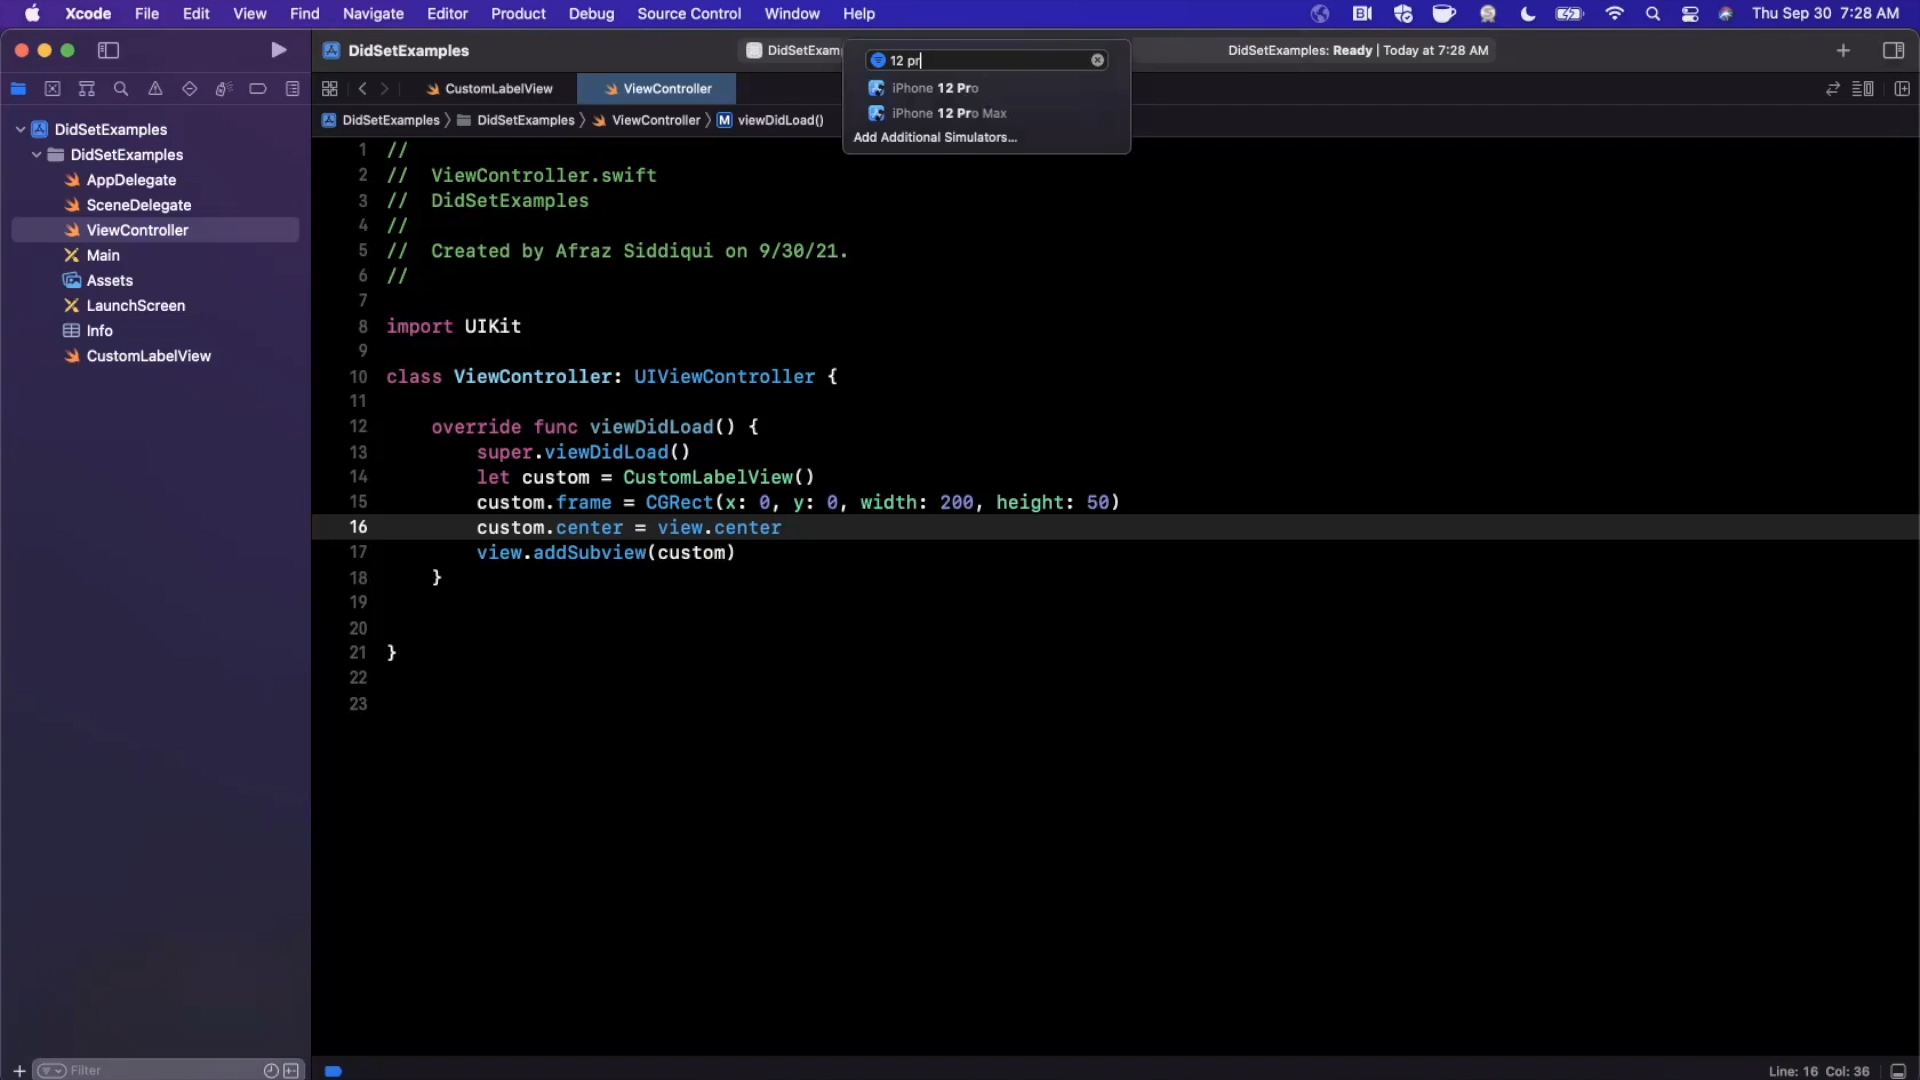 Xcode File Edit View Find Navigate Editor Product Debug Source Control Window Help Thu Sep 30 7:28 AM
DidSetExamples DidSetExam DidSetExamples: Ready | Today at 7:28 AM
12 pr
iPhone 12 Pro
iPhone 12 Pro Max
Add Additional Simulators...
CustomLabelView ViewController
DidSetExamples DidSetExamples ViewController M viewDidLoad()
DidSetExamples
DidSetExamples
AppDelegate
SceneDelegate
ViewController
Main
Assets
LaunchScreen
Info
CustomLabelView
1 //
2 // ViewController.swift
3 // DidSetExamples
4 //
5 // Created by Afraz Siddiqui on 9/30/21.
6 //
7
8 import UIKit
9
10 class ViewController: UIViewController {
11
12 override func viewDidLoad() {
13 super.viewDidLoad()
14 let custom = CustomLabelView()
15 custom.frame = CGRect(x: 0, y: 0, width: 200, height: 50)
16 custom.center = view.center
17 view.addSubview(custom)
18 }
19
20
21 }
22
23
Filter
Line: 16 Col: 36